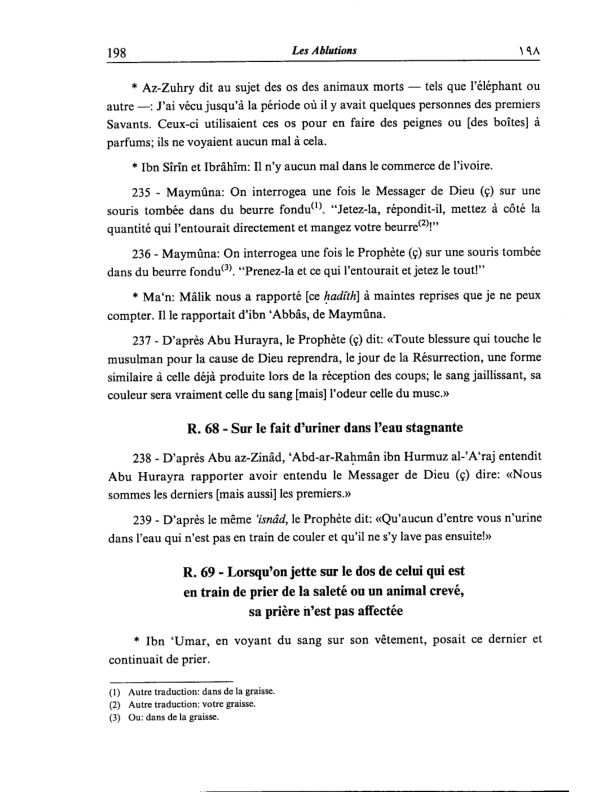 198 Les Ablutions ١٩٨
* Az-Zuhry dit au sujet des os des animaux morts — tels que l'éléphant ou
autre —: J'ai vécu jusqu'à la période où il y avait quelques personnes des premiers
Savants. Ceux-ci utilisaient ces os pour en faire des peignes ou [des boîtes] à
parfums; ils ne voyaient aucun mal à cela.
* Ibn Sîrîn et Ibrâhîm: Il n'y aucun mal dans le commerce de l'ivoire.
235 - Maymûna: On interrogea une fois le Messager de Dieu (ç) sur une
souris tombée dans du beurre fondu(1). “Jetez-la, répondit-il, mettez à côté la
quantité qui l'entourait directement et mangez votre beurre(2)!”
236 - Maymûna: On interrogea une fois le Prophète (ç) sur une souris tombée
dans du beurre fondu(3). “Prenez-la et ce qui l'entourait et jetez le tout!”
* Ma‘n: Mâlik nous a rapporté [ce ḥadîth] à maintes reprises que je ne peux
compter. Il le rapportait d'ibn ‘Abbâs, de Maymûna.
237 - D'après Abu Hurayra, le Prophète (ç) dit: «Toute blessure qui touche le
musulman pour la cause de Dieu reprendra, le jour de la Résurrection, une forme
similaire à celle déjà produite lors de la réception des coups; le sang jaillissant, sa
couleur sera vraiment celle du sang [mais] l'odeur celle du musc.»
R. 68 - Sur le fait d'uriner dans l'eau stagnante
238 - D'après Abu az-Zinâd, ‘Abd-ar-Raḥmân ibn Hurmuz al-’A‘raj entendit
Abu Hurayra rapporter avoir entendu le Messager de Dieu (ç) dire: «Nous
sommes les derniers [mais aussi] les premiers.»
239 - D'après le même ’isnâd, le Prophète dit: «Qu'aucun d'entre vous n'urine
dans l'eau qui n'est pas en train de couler et qu'il ne s'y lave pas ensuite!»
R. 69 - Lorsqu'on jette sur le dos de celui qui est
en train de prier de la saleté ou un animal crevé,
sa prière n'est pas affectée
* Ibn ‘Umar, en voyant du sang sur son vêtement, posait ce dernier et
continuait de prier.
(1) Autre traduction: dans de la graisse.
(2) Autre traduction: votre graisse.
(3) Ou: dans de la graisse.